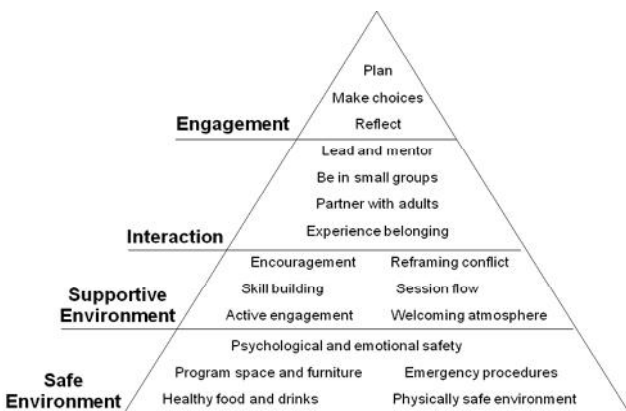 Plan
Make choices
Engagement Reflect
Lead and mentor
Be in small groups
Partner with adults
Interaction Experience belonging
Encouragement Reframing conflict
Supportive Skill building Session flow
Environment Active engagement Welcoming atmosphere
Psychological and emotional safety
Safe Program space and furniture Emergency procedures
Environment Healthy food and drinks Physically safe environment